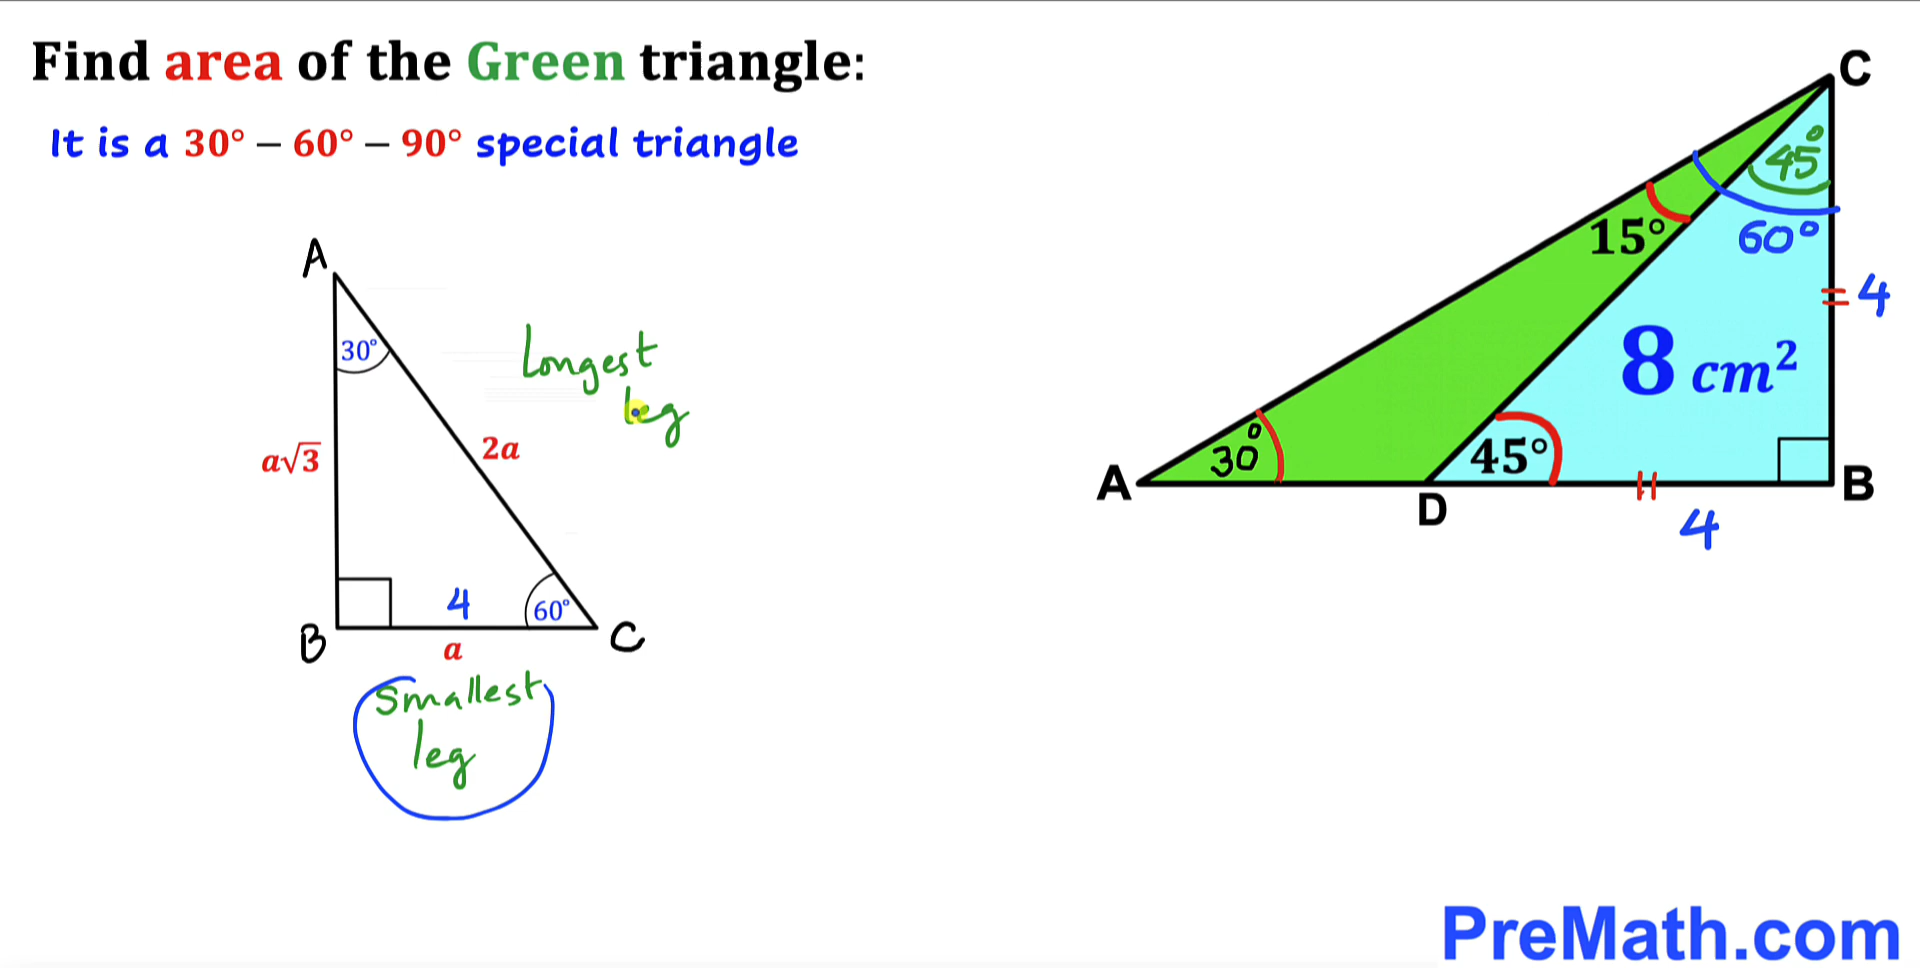 Find area of the Green triangle:
It is a 30° – 60° – 90° special triangle
A
30°
Longest
leg
a√3
2a
4
60°
B
a
C
Smallest
leg
C
45°
15°
60°
=4
8 cm²
30°
45°
A
D
B
4
PreMath.com